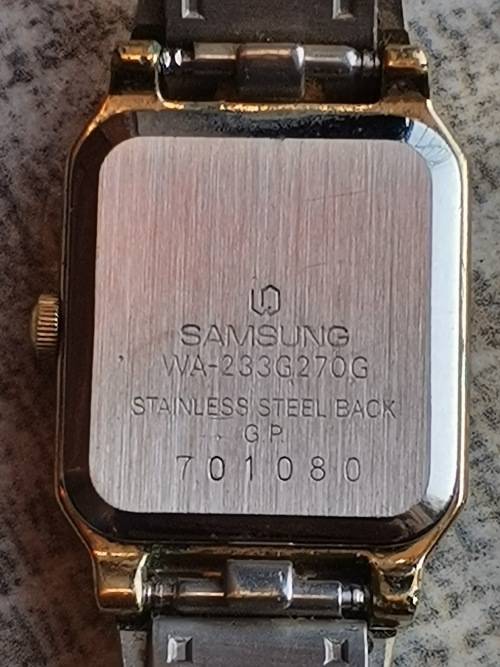 SAMSUNG
WA-233G270G
STAINLESS STEEL BACK
G P
701080